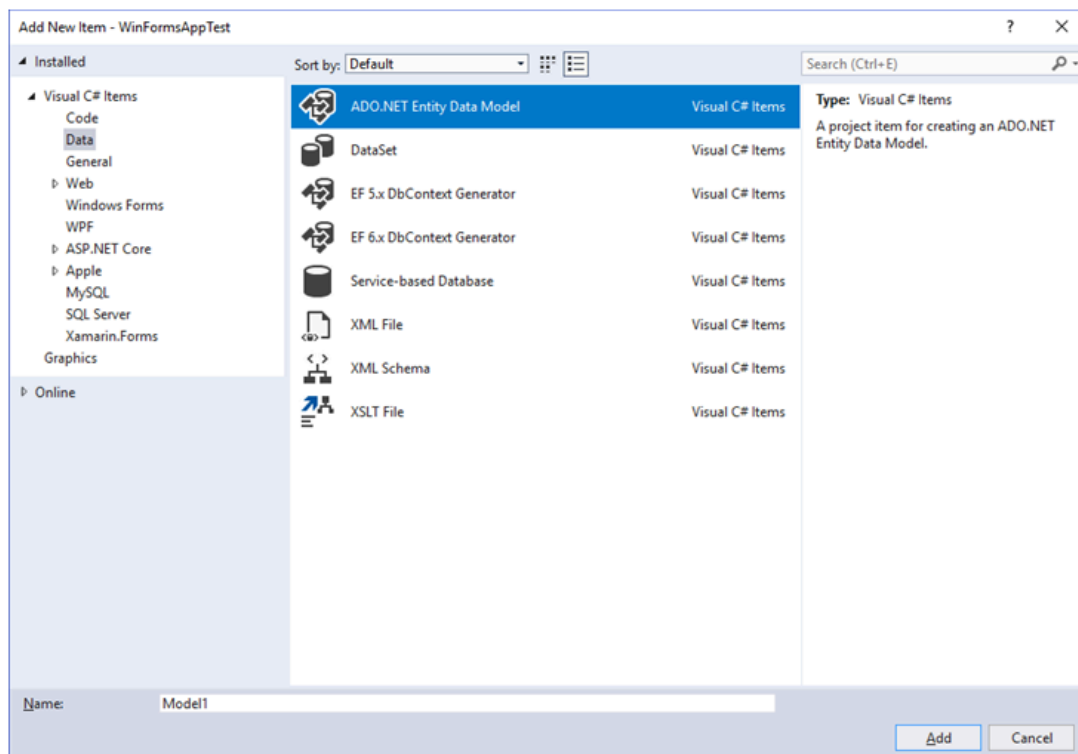 Add New Item - WinFormsAppTest
?
Installed
Visual C# Items
Code
Data
General
Web
Windows Forms
WPF
ASP.NET Core
Apple
MySQL
SQL Server
Xamarin.Forms
Graphics
Online
Sort by: Default
ADO.NET Entity Data Model Visual C# Items
DataSet Visual C# Items
EF 5.x DbContext Generator Visual C# Items
EF 6.x DbContext Generator Visual C# Items
Service-based Database Visual C# Items
XML File Visual C# Items
XML Schema Visual C# Items
XSLT File Visual C# Items
Search (Ctrl+E)
Type: Visual C# Items
A project item for creating an ADO.NET
Entity Data Model.
Name: Model1
Add Cancel